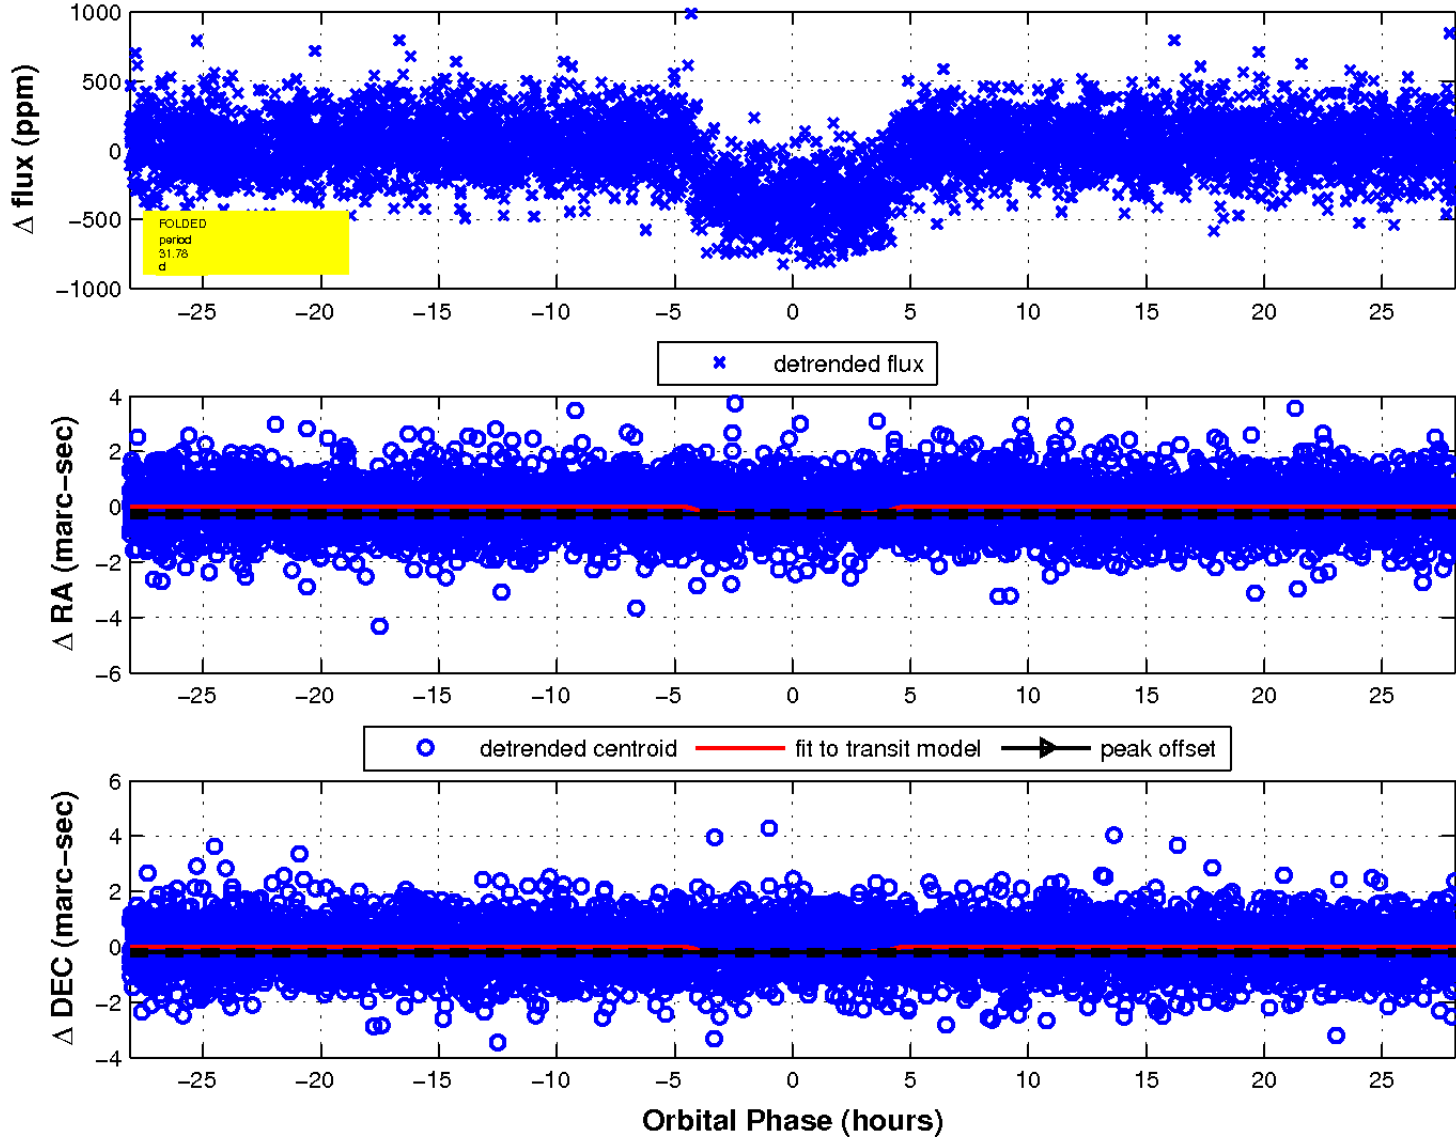 1000
500
0
−500
−1000
Δ flux (ppm)
FOLDED
period
31.78
d
−25 −20 −15 −10 −5 0 5 10 15 20 25
detrended flux
4
2
0
−2
−4
−6
Δ RA (marc−sec)
−25 −20 −15 −10 −5 0 5 10 15 20 25
detrended centroid fit to transit model peak offset
6
4
2
0
−2
−4
Δ DEC (marc−sec)
−25 −20 −15 −10 −5 0 5 10 15 20 25
Orbital Phase (hours)